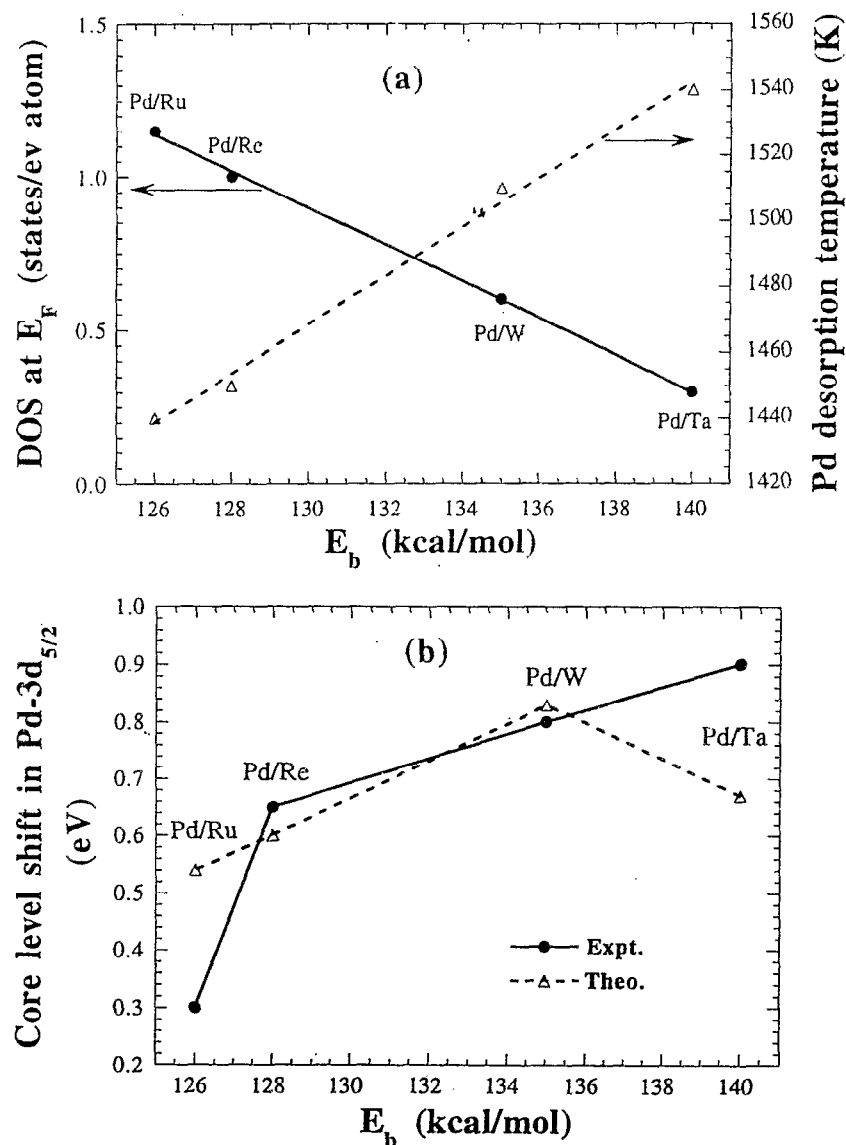 (a)
DOS at E_F (states/ev atom)
Pd desorption temperature (K)
1.5
1.0
0.5
0.0
1560
1540
1520
1500
1480
1460
1440
1420
Pd/Ru
Pd/Re
Pd/W
Pd/Ta
126 128 130 132 134 136 138 140
E_b (kcal/mol)
(b)
Core level shift in Pd-3d_5/2
(eV)
1.0
0.9
0.8
0.7
0.6
0.5
0.4
0.3
0.2
Pd/W
Pd/Re
Pd/Ta
Pd/Ru
Expt.
Theo.
126 128 130 132 134 136 138 140
E_b (kcal/mol)